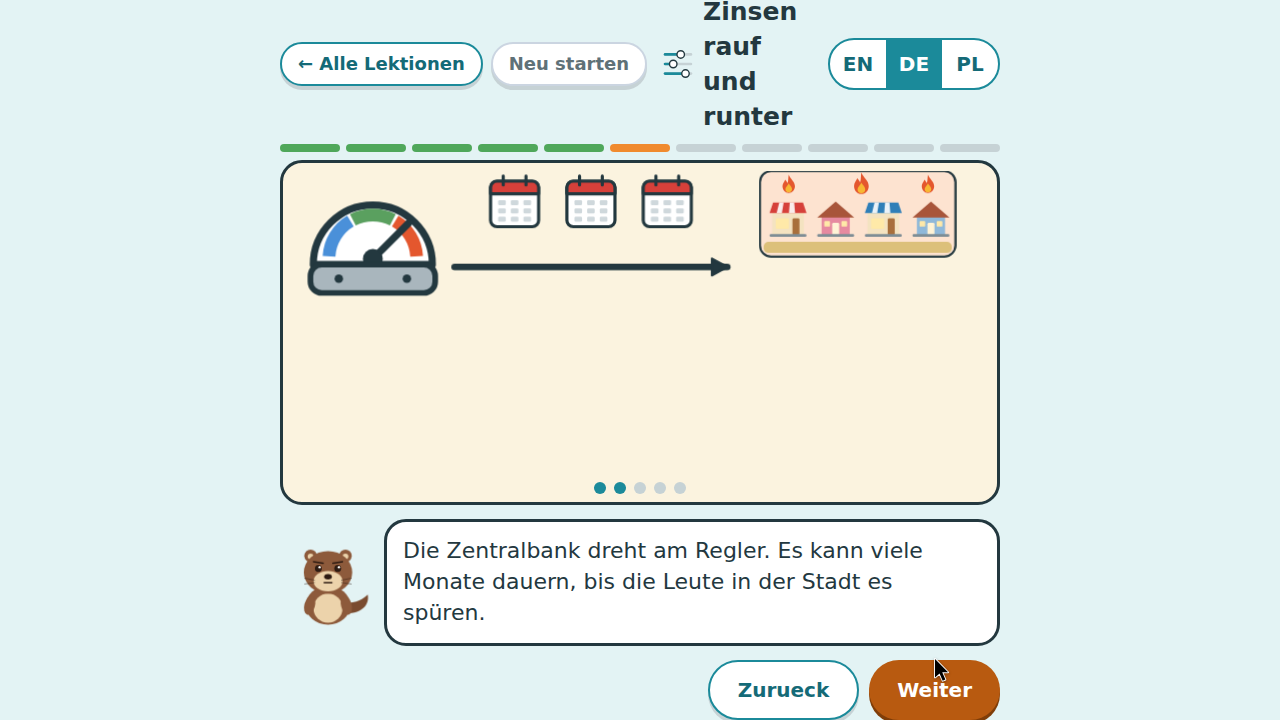 ← Alle Lektionen
Neu starten
Zinsen
rauf
und
runter
EN
DE
PL
Die Zentralbank dreht am Regler. Es kann viele
Monate dauern, bis die Leute in der Stadt es
spüren.
Zurueck
Weiter